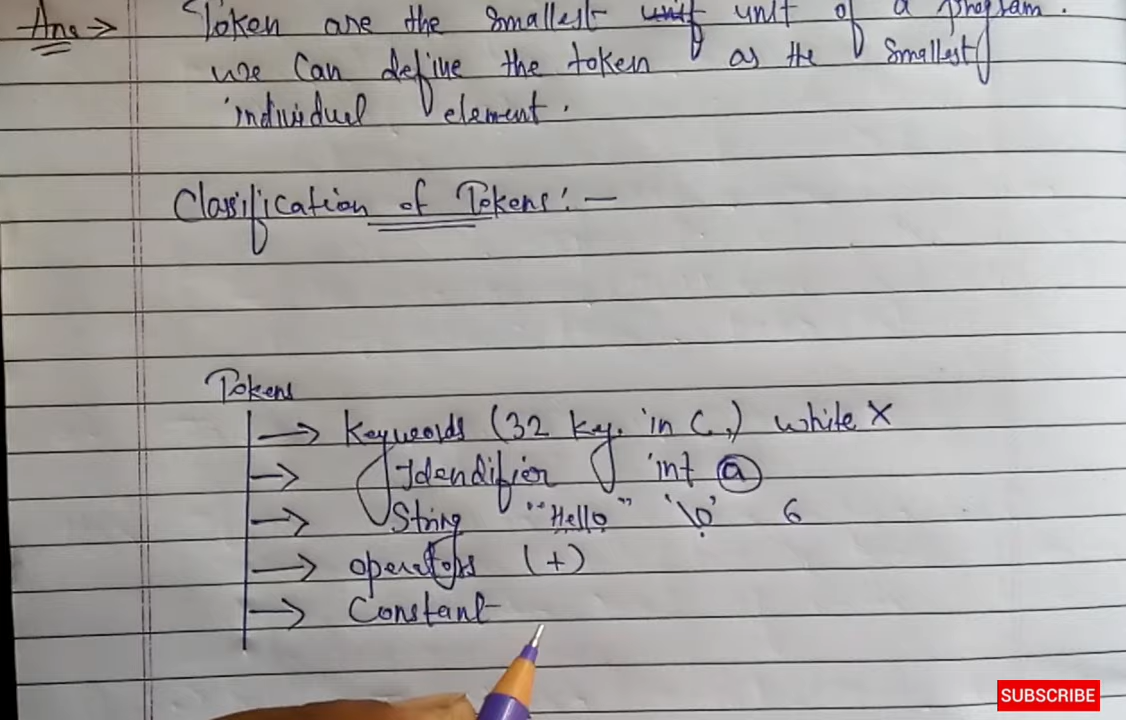 Ans → Token are the smallest unit unit of a program.
we can define the token as the smallest
individual element.
Classification of Tokens: —
Tokens
→ Keywords (32 key. in C,) while X
→ Idendifier int a
→ String "Hello" '\0' 6
→ operators (+)
→ Constant
SUBSCRIBE